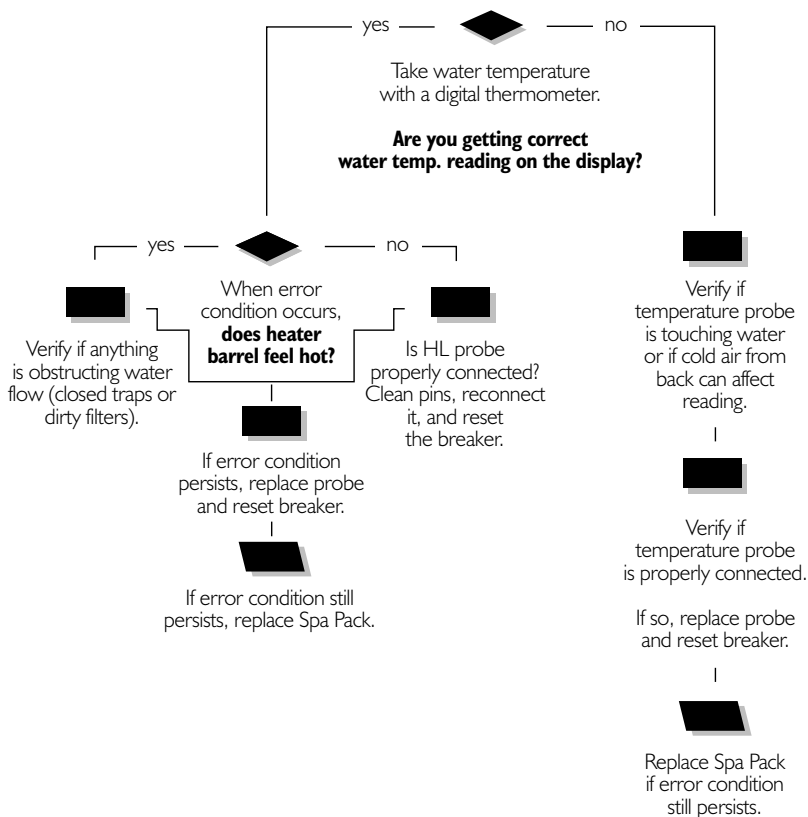 yes
no
Take water temperature
with a digital thermometer.
Are you getting correct
water temp. reading on the display?
yes
no
When error
condition occurs,
does heater
barrel feel hot?
Verify if anything
is obstructing water
flow (closed traps or
dirty filters).
Is HL probe
properly connected?
Clean pins, reconnect
it, and reset
the breaker.
If error condition
persists, replace probe
and reset breaker.
If error condition still
persists, replace Spa Pack.
Verify if
temperature probe
is touching water
or if cold air from
back can affect
reading.
Verify if
temperature probe
is properly connected.
If so, replace probe
and reset breaker.
Replace Spa Pack
if error condition
still persists.